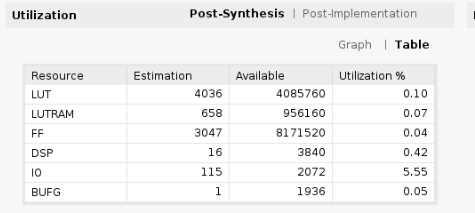 Utilization Post-Synthesis | Post-Implementation
Graph | Table
Resource Estimation Available Utilization %
LUT 4036 4085760 0.10
LUTRAM 658 956160 0.07
FF 3047 8171520 0.04
DSP 16 3840 0.42
IO 115 2072 5.55
BUFG 1 1936 0.05